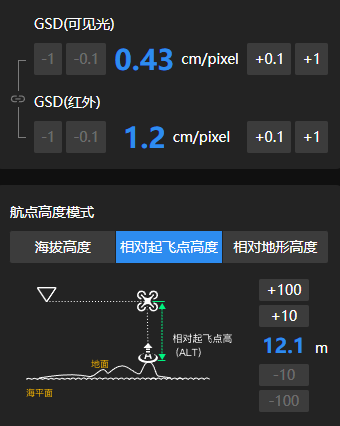 GSD(可见光)
-1 -0.1 0.43 cm/pixel +0.1 +1
GSD(红外)
-1 -0.1 1.2 cm/pixel +0.1 +1
航点高度模式
海拔高度 相对起飞点高度 相对地形高度
+100
+10
相对起飞点高
(ALT)
12.1 m
地面
-10
海平面
-100